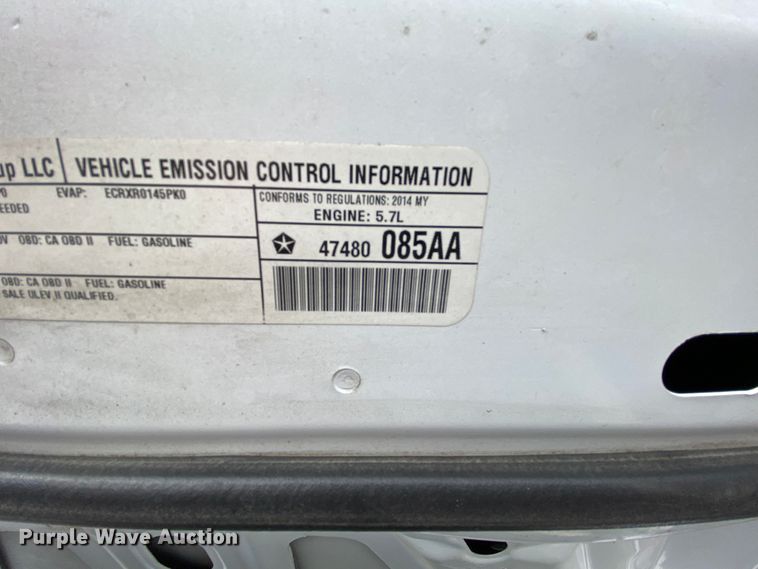 up LLC VEHICLE EMISSION CONTROL INFORMATION
EVAP: ECRXR0145PK0
EEDED
CONFORMS TO REGULATIONS: 2014 MY
ENGINE: 5.7L
OBD: CA OBD II FUEL: GASOLINE
47480 085AA
OBD: CA OBD II FUEL: GASOLINE
SALE ULEV II QUALIFIED.
Purple Wave Auction